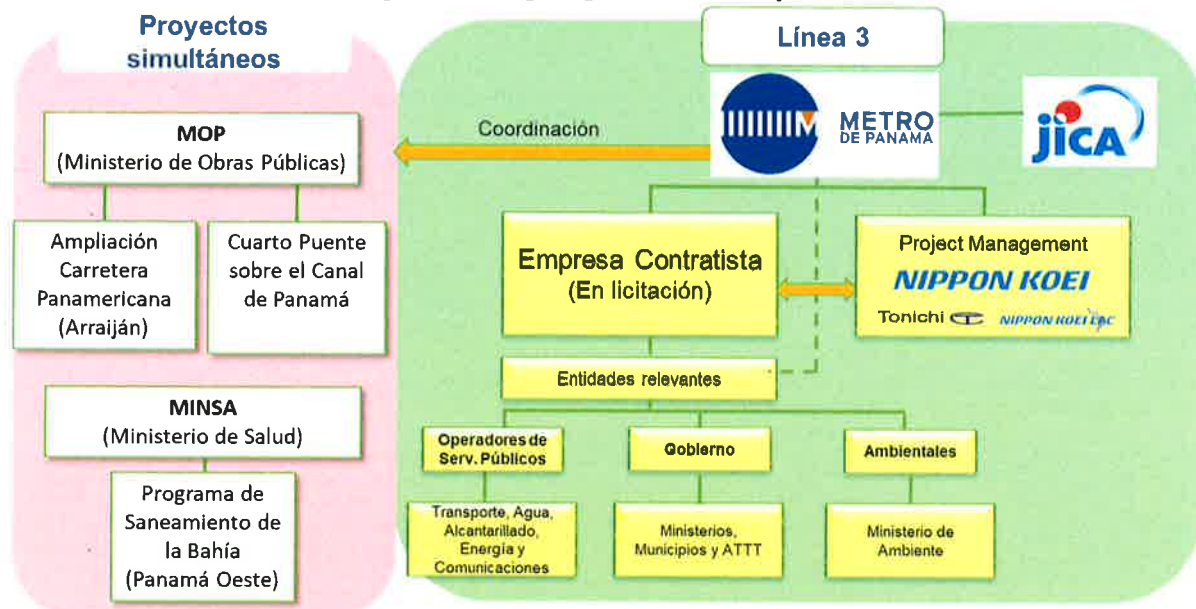 Proyectos
simultáneos
MOP
(Ministerio de Obras Públicas)
Ampliación
Carretera
Panamericana
(Arraiján)
Cuarto Puente
sobre el Canal
de Panamá
MINSA
(Ministerio de Salud)
Programa de
Saneamiento de
la Bahía
(Panamá Oeste)
Línea 3
Coordinación
METRO
DE PANAMÁ
JICA
Empresa Contratista
(En licitación)
Project Management
NIPPON KOEI
Tonichi
NIPPON KOEI LAC
Entidades relevantes
Operadores de
Serv. Públicos
Gobierno
Ambientales
Transporte, Agua,
Alcantarillado,
Energía y
Comunicaciones
Ministerios,
Municipios y ATTT
Ministerio de
Ambiente